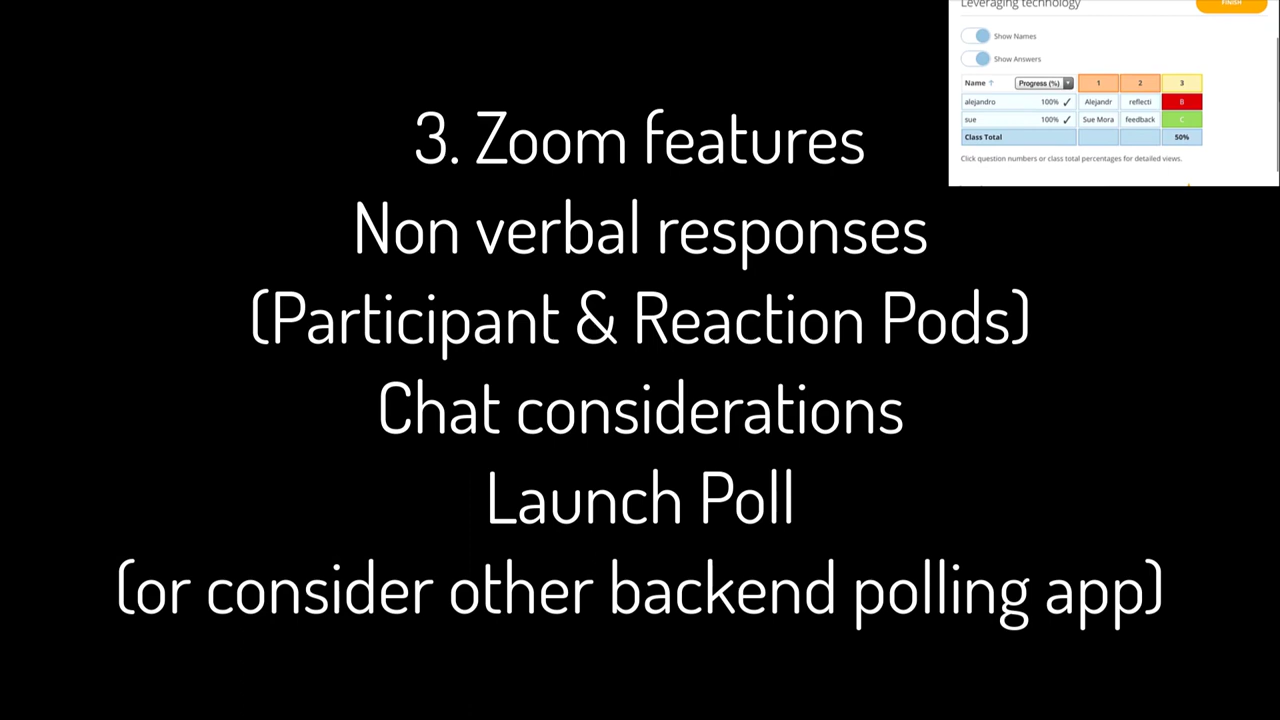 Leveraging technology
Finish
Show Names
Show Answers
Name ↑ Progress (%) 1 2 3
alejandro 100% ✓ Alejandr reflecti B
sue 100% ✓ Sue Mora feedback C
Class Total 50%
Click question numbers or class total percentages for detailed views.
3. Zoom features
Non verbal responses
(Participant & Reaction Pods)
Chat considerations
Launch Poll
(or consider other backend polling app)